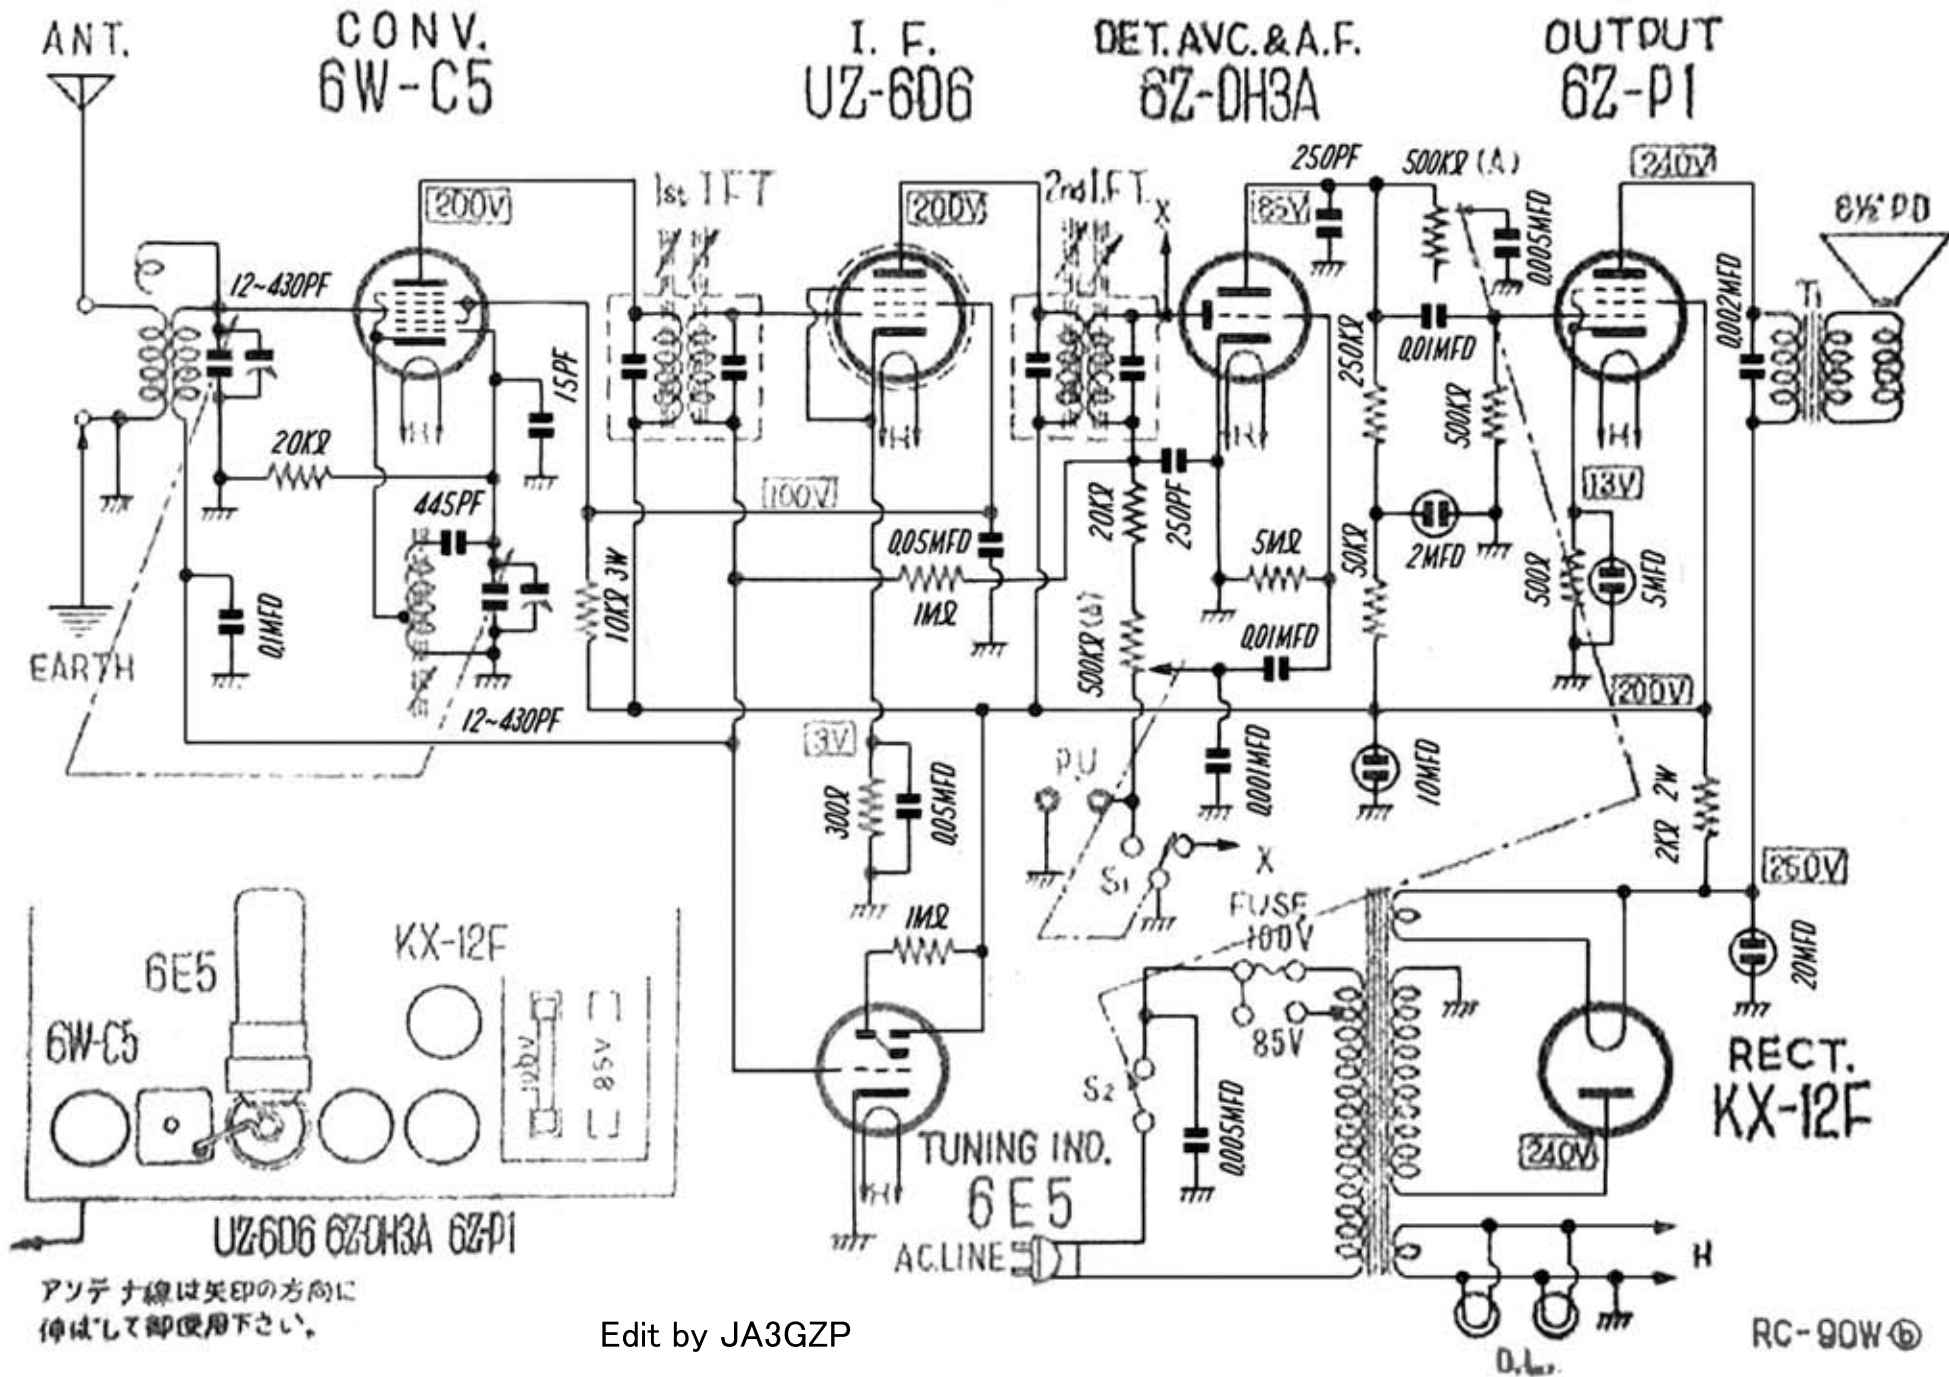 ANT.
CONV.
6W-C5
I. F.
UZ-6D6
DET.AVC.&A.F.
6Z-DH3A
OUTPUT
6Z-P1
200V
1st I.F.T
200V
2nd I.F.T.
X
85V
250PF
500KΩ (A)
0.005MFD
240V
8½" P.D
12~430PF
15PF
250KΩ
0.01MFD
500KΩ
0.002MFD
T1
H
H
H
H
20KΩ
445PF
100V
0.05MFD
1MΩ
20KΩ
250PF
5MΩ
50KΩ
2MFD
13V
500Ω
5MFD
0.1MFD
10KΩ 3W
500KΩ(A)
0.01MFD
EARTH
12~430PF
200V
3V
300Ω
0.05MFD
P.U
0.001MFD
10MFD
2KΩ 2W
S1
X
260V
1MΩ
FUSE
100V
85V
20MFD
6E5
KX-12F
6W-C5
100V
85V
S2
0.005MFD
RECT.
KX-12F
240V
TUNING IND.
6E5
H
UZ-6D6 6Z-DH3A 6Z-P1
AC.LINE
H
アンテナ線は矢印の方向に
伸ばして御使用下さい。
Edit by JA3GZP
RC-90W ⓑ